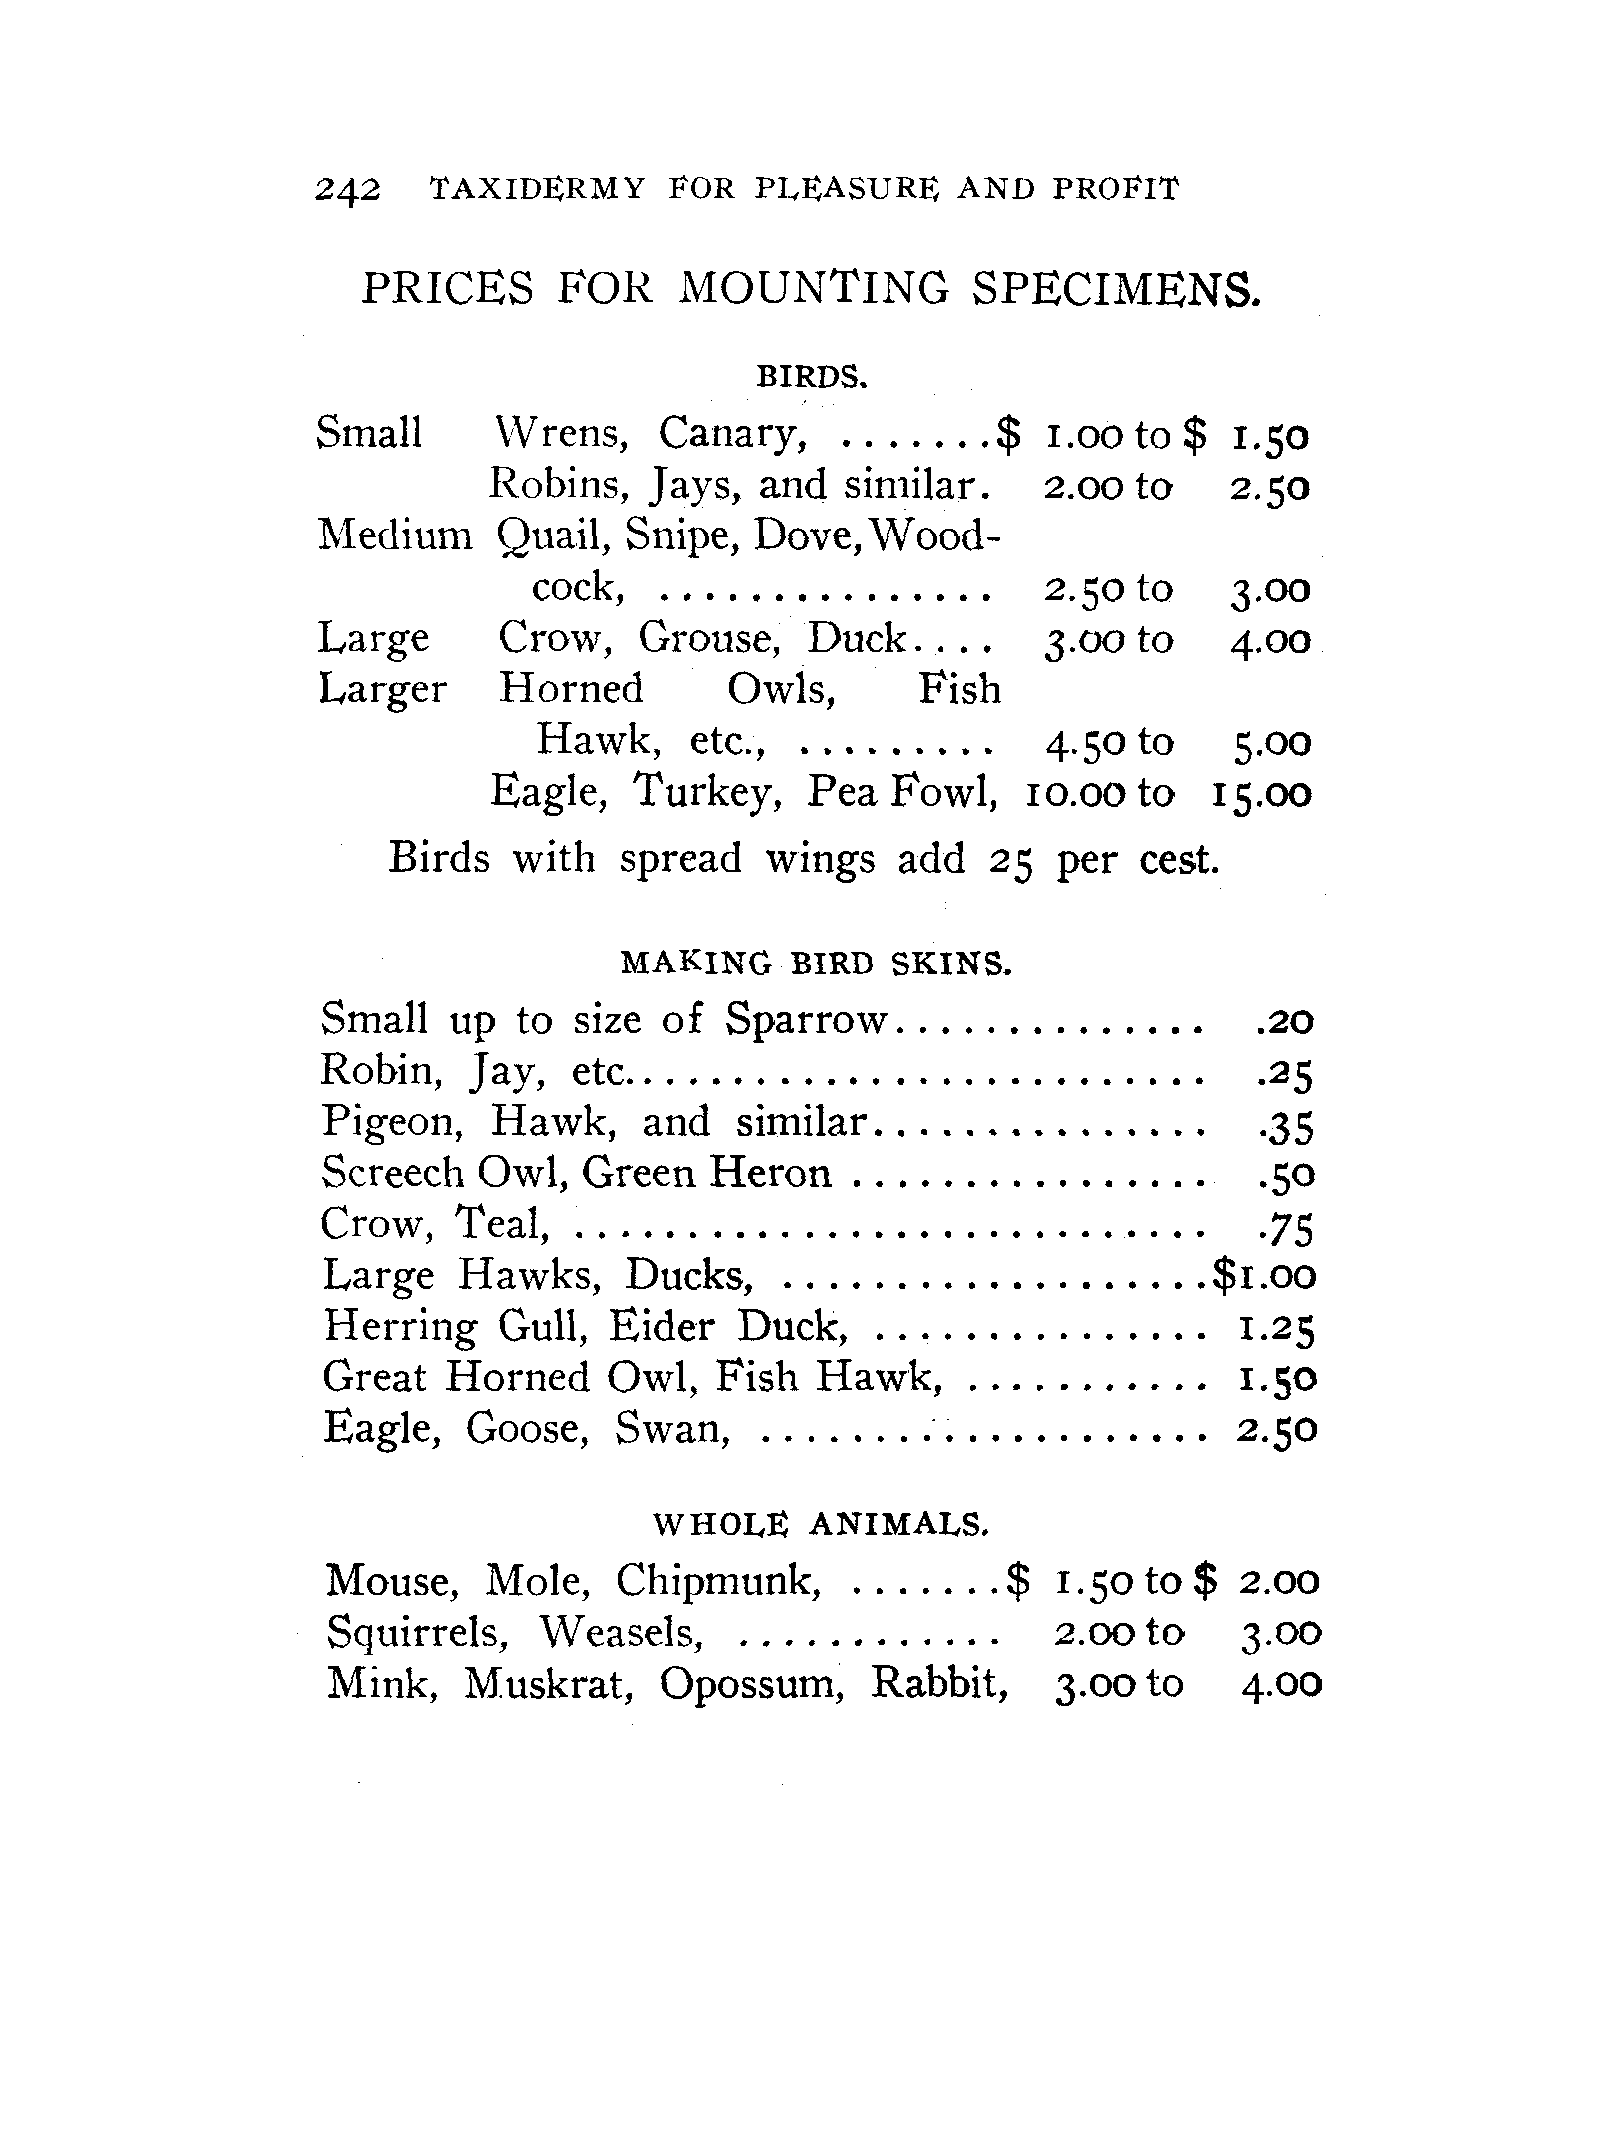 242 TAXIDERMY FOR PLEASURE AND PROFIT
PRICES FOR MOUNTING SPECIMENS.
BIRDS.
Small Wrens, Canary, .......$ 1.00 to $ 1.50
Robins, Jays, and similar. 2.00 to 2.50
Medium Quail, Snipe, Dove, Wood-
cock, ............... 2.50 to 3.00
Large Crow, Grouse, Duck.... 3.00 to 4.00
Larger Horned Owls, Fish
Hawk, etc., ......... 4.50 to 5.00
Eagle, Turkey, Pea Fowl, 10.00 to 15.00
Birds with spread wings add 25 per cest.
MAKING BIRD SKINS.
Small up to size of Sparrow.............. .20
Robin, Jay, etc.......................... .25
Pigeon, Hawk, and similar............... .35
Screech Owl, Green Heron ................ .50
Crow, Teal, ............................ .75
Large Hawks, Ducks, ...................$1.00
Herring Gull, Eider Duck, ............... 1.25
Great Horned Owl, Fish Hawk, ........... 1.50
Eagle, Goose, Swan, .................... 2.50
WHOLE ANIMALS.
Mouse, Mole, Chipmunk, .......$ 1.50 to $ 2.00
Squirrels, Weasels, ............ 2.00 to 3.00
Mink, Muskrat, Opossum, Rabbit, 3.00 to 4.00